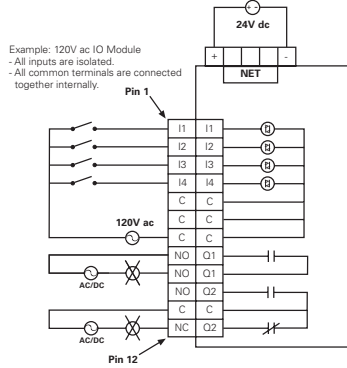 + -
24V dc
+ -
NET
Example: 120V ac IO Module
- All inputs are isolated.
- All common terminals are connected
together internally.
Pin 1
I1 I1
I2 I2
I3 I3
I4 I4
C C
C C
120V ac
C C
NO Q1
AC/DC
NO Q1
NO Q2
C C
AC/DC
NC Q2
Pin 12